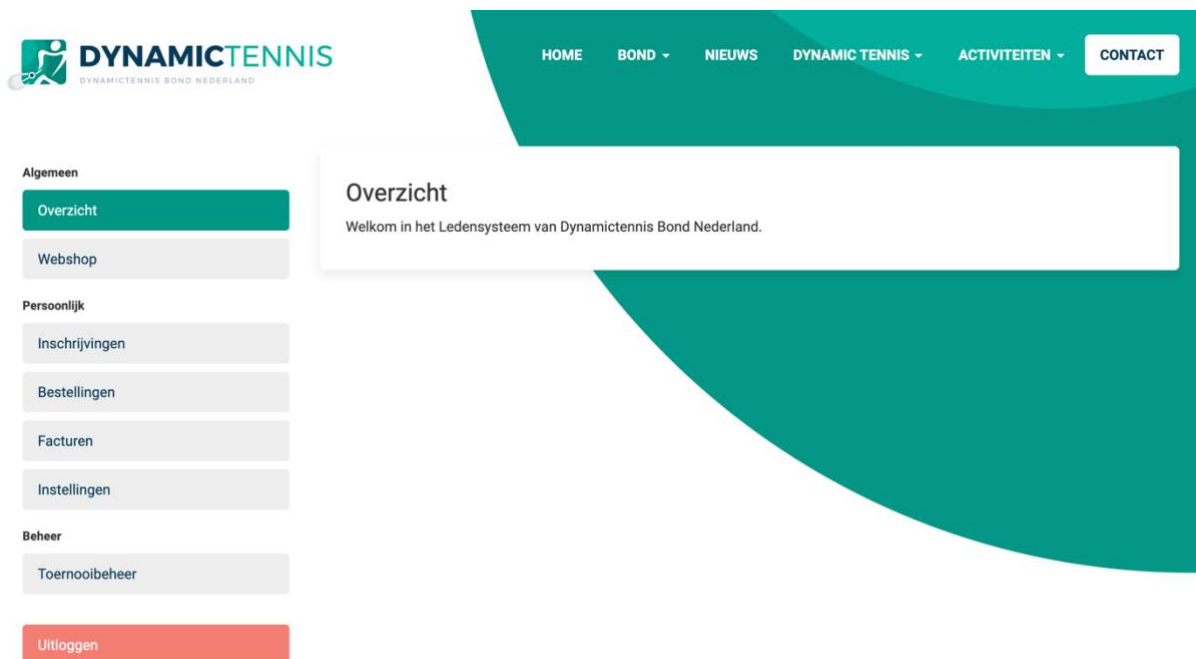 DYNAMICTENNIS
DYNAMICTENNIS BOND NEDERLAND
HOME
BOND
NIEUWS
DYNAMIC TENNIS
ACTIVITEITEN
CONTACT
Algemeen
Overzicht
Webshop
Persoonlijk
Inschrijvingen
Bestellingen
Facturen
Instellingen
Beheer
Toernooibeheer
Uitloggen
Overzicht
Welkom in het Ledensysteem van Dynamictennis Bond Nederland.